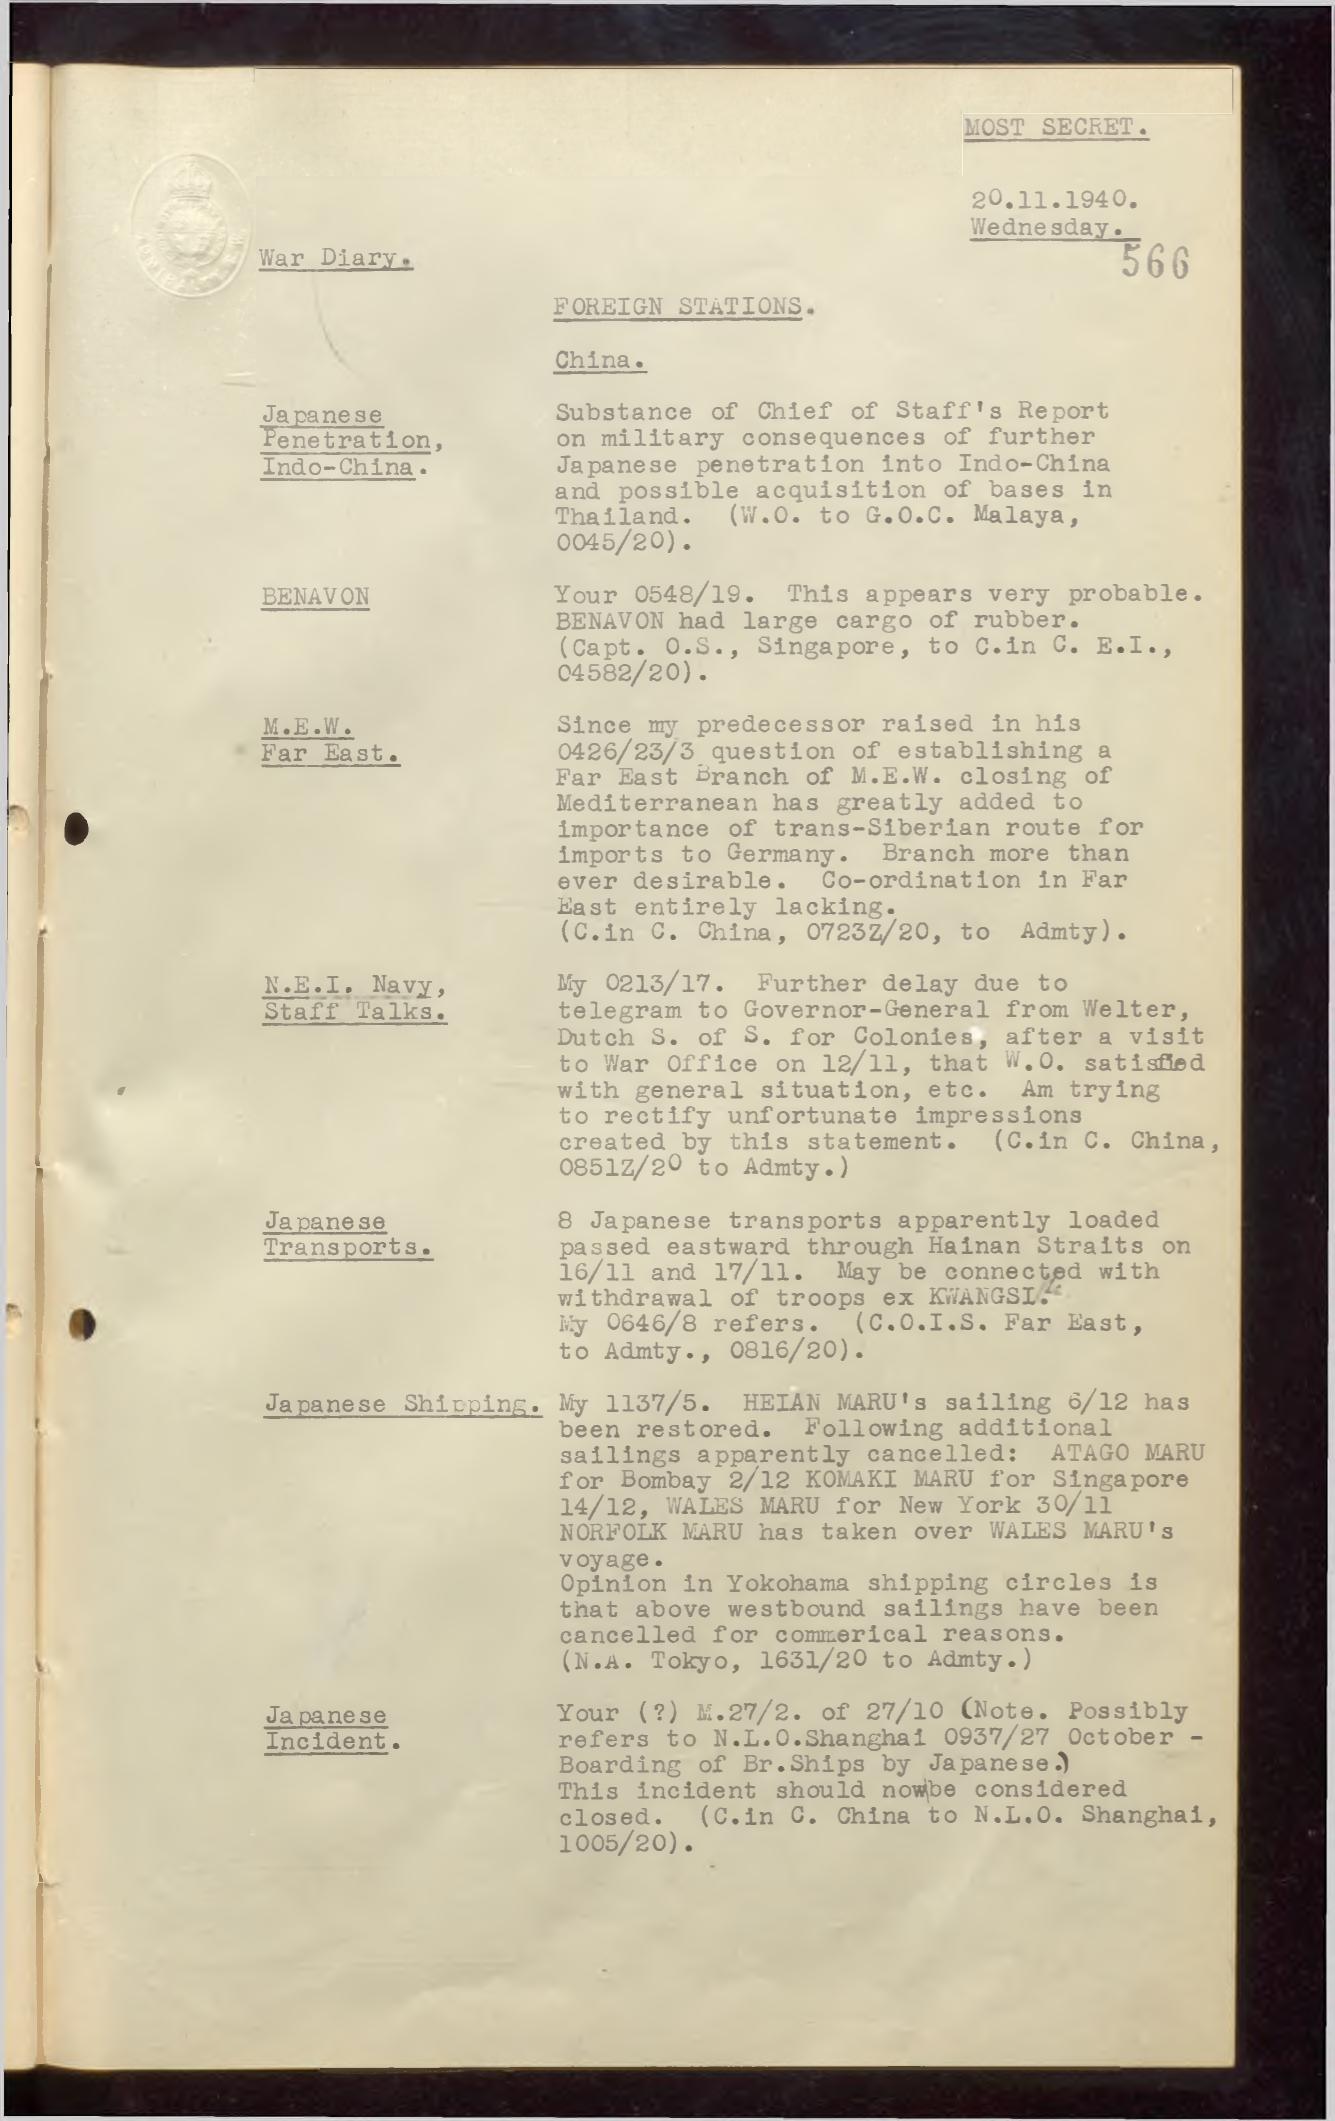 MOST SECRET.
20.11.1940.
Wednesday.
566
War Diary.
FOREIGN STATIONS.
China.
Japanese
Penetration,
Indo-China.
Substance of Chief of Staff's Report
on military consequences of further
Japanese penetration into Indo-China
and possible acquisition of bases in
Thailand. (W.O. to G.O.C. Malaya,
0045/20).
BENAVON
Your 0548/19. This appears very probable.
BENAVON had large cargo of rubber.
(Capt. O.S., Singapore, to C.in C. E.I.,
04582/20).
M.E.W.
Far East.
Since my predecessor raised in his
0426/23/3 question of establishing a
Far East Branch of M.E.W. closing of
Mediterranean has greatly added to
importance of trans-Siberian route for
imports to Germany. Branch more than
ever desirable. Co-ordination in Far
East entirely lacking.
(C.in C. China, 0723Z/20, to Admty).
N.E.I. Navy,
Staff Talks.
My 0213/17. Further delay due to
telegram to Governor-General from Welter,
Dutch S. of S. for Colonies, after a visit
to War Office on 12/11, that W.O. satisfied
with general situation, etc. Am trying
to rectify unfortunate impressions
created by this statement. (C.in C. China,
0851Z/20 to Admty.)
Japanese
Transports.
8 Japanese transports apparently loaded
passed eastward through Hainan Straits on
16/11 and 17/11. May be connected with
withdrawal of troops ex KWANGSI.
My 0646/8 refers. (C.O.I.S. Far East,
to Admty., 0816/20).
Japanese Shipping.
My 1137/5. HEIAN MARU's sailing 6/12 has
been restored. Following additional
sailings apparently cancelled: ATAGO MARU
for Bombay 2/12 KOMAKI MARU for Singapore
14/12, WALES MARU for New York 30/11
NORFOLK MARU has taken over WALES MARU's
voyage.
Opinion in Yokohama shipping circles is
that above westbound sailings have been
cancelled for commerical reasons.
(N.A. Tokyo, 1631/20 to Admty.)
Japanese
Incident.
Your (?) M.27/2. of 27/10 (Note. Possibly
refers to N.L.O.Shanghai 0937/27 October -
Boarding of Br.Ships by Japanese.)
This incident should now be considered
closed. (C.in C. China to N.L.O. Shanghai,
1005/20).